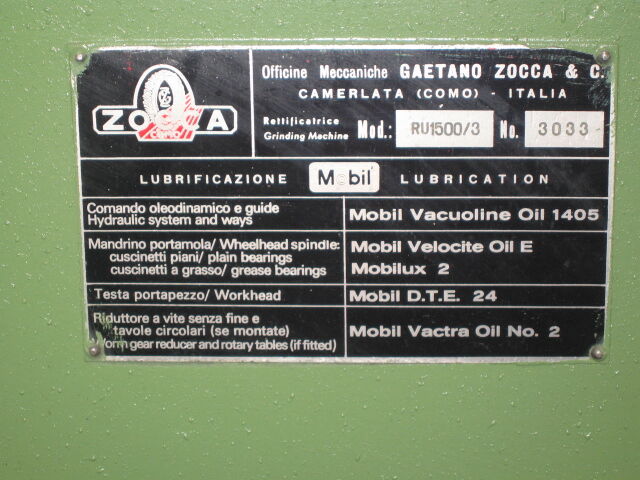 ZOCCA
como
Officine Meccaniche GAETANO ZOCCA & C.
CAMERLATA (COMO) - ITALIA
Rettificatrice
Grinding Machine Mod.: RU1500/3 No. 3033
LUBRIFICAZIONE Mobil LUBRICATION
Comando oleodinamico e guide
Hydraulic system and ways
Mobil Vacuoline Oil 1405
Mandrino portamola/ Wheelhead spindle:
cuscinetti piani/ plain bearings
cuscinetti a grasso/ grease bearings
Mobil Velocite Oil E
Mobilux 2
Testa portapezzo/ Workhead
Mobil D.T.E. 24
Riduttore a vite senza fine e
tavole circolari (se montate)
Worm gear reducer and rotary tables (if fitted)
Mobil Vactra Oil No. 2